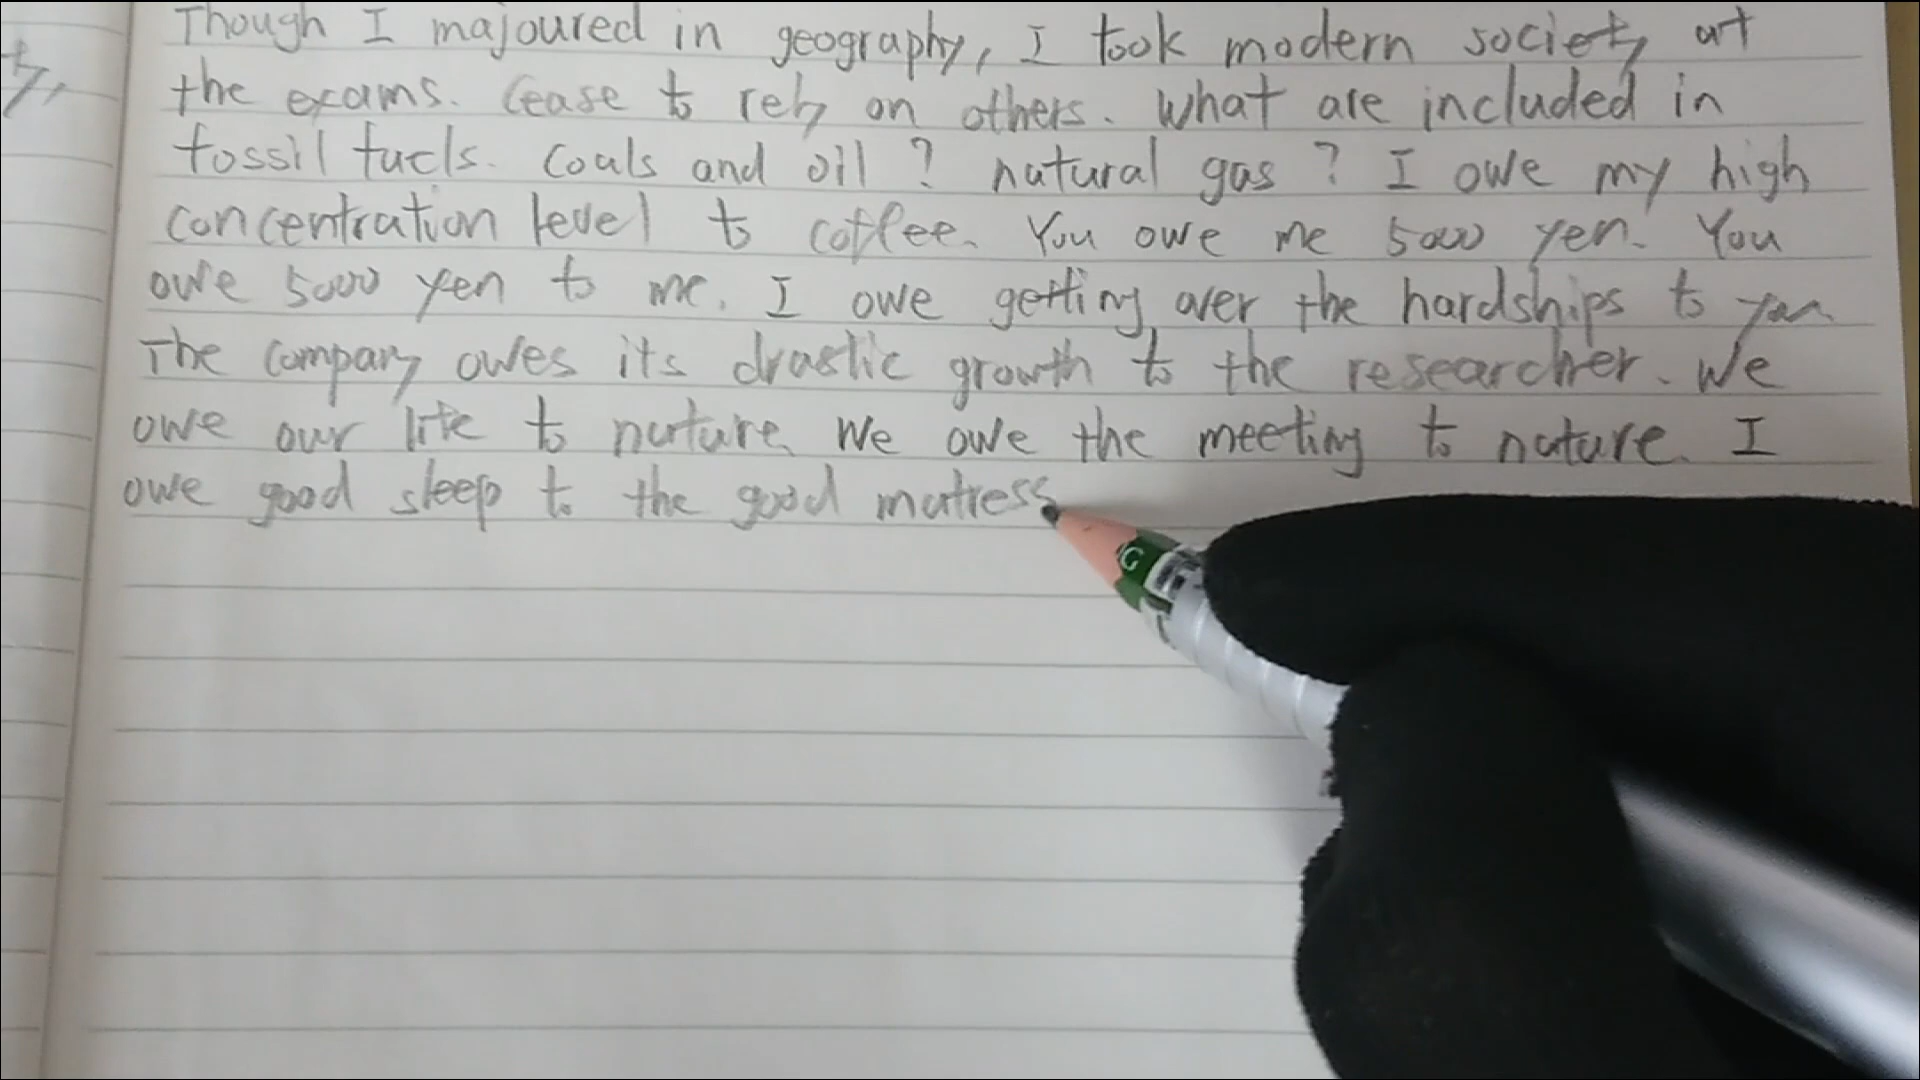 Though I majoured in geography, I took modern society at
the exams. Cease to rely on others. What are included in
fossil fuels. Coals and oil ? natural gas ? I owe my high
concentration level to coffee. You owe me 5000 yen. You
owe 5000 yen to me. I owe getting over the hardships to you.
The company owes its drastic growth to the researcher. We
owe our life to nature. We owe the meeting to nature. I
owe good sleep to the good matress
G